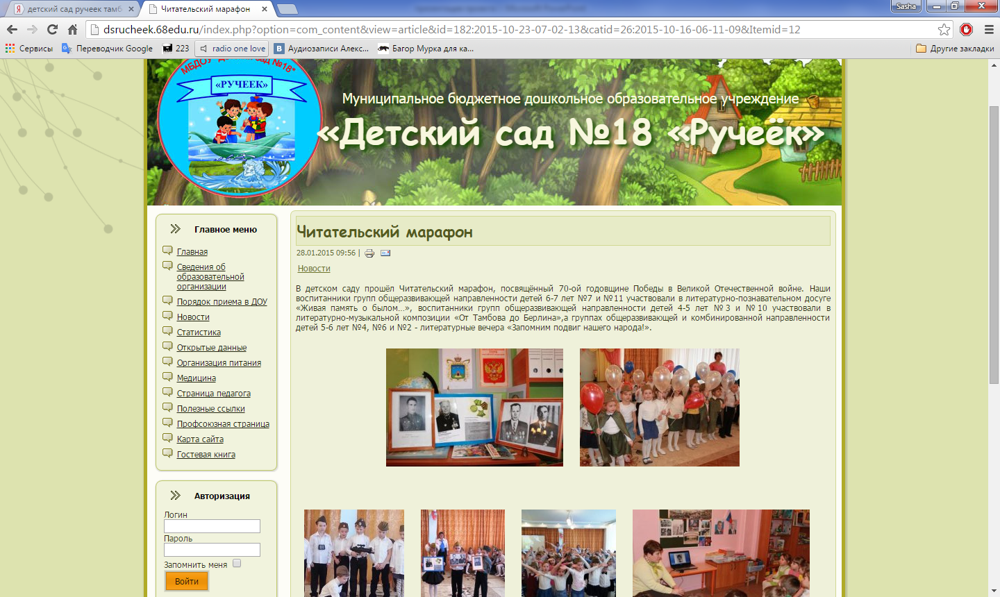 детский сад ручеек тамб
Читательский марафон
Sasha
dsrucheek.68edu.ru/index.php?option=com_content&view=article&id=182:2015-10-23-07-02-13&catid=26:2015-10-16-06-11-09&Itemid=12
Сервисы
Переводчик Google
223
radio one love
Аудиозаписи Алекс...
Багор Мурка для ка...
Другие закладки
«РУЧЕЕК»
Муниципальное бюджетное дошкольное образовательное учреждение
«Детский сад №18 «Ручеёк»
Главное меню
Главная
Сведения об
образовательной
организации
Порядок приема в ДОУ
Новости
Статистика
Открытые данные
Организация питания
Медицина
Страница педагога
Полезные ссылки
Профсоюзная страница
Карта сайта
Гостевая книга
Авторизация
Логин
Пароль
Запомнить меня
Войти
Читательский марафон
28.01.2015 09:56 |
Новости
В детском саду прошёл Читательский марафон, посвящённый 70-ой годовщине Победы в Великой Отечественной войне. Наши
воспитанники групп общеразвивающей направленности детей 6-7 лет №7 и №11 участвовали в литературно-познавательном досуге
«Живая память о былом...», воспитанники групп общеразвивающей направленности детей 4-5 лет №3 и №10 участвовали в
литературно-музыкальной композиции «От Тамбова до Берлина»,а группах общеразвивающей и комбинированной направленности
детей 5-6 лет №4, №6 и №2 - литературные вечера «Запомним подвиг нашего народа!».